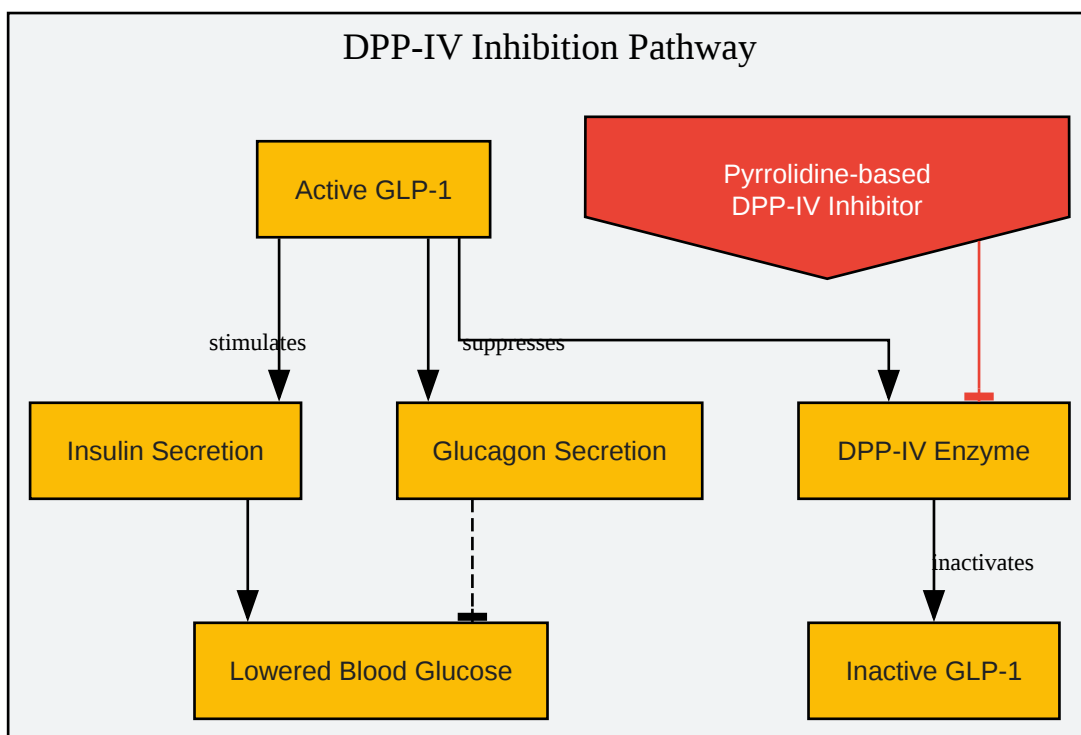 DPP-IV Inhibition Pathway
Active GLP-1
Pyrrolidine-based
DPP-IV Inhibitor
stimulates
suppresses
Insulin Secretion
Glucagon Secretion
DPP-IV Enzyme
inactivates
Lowered Blood Glucose
Inactive GLP-1